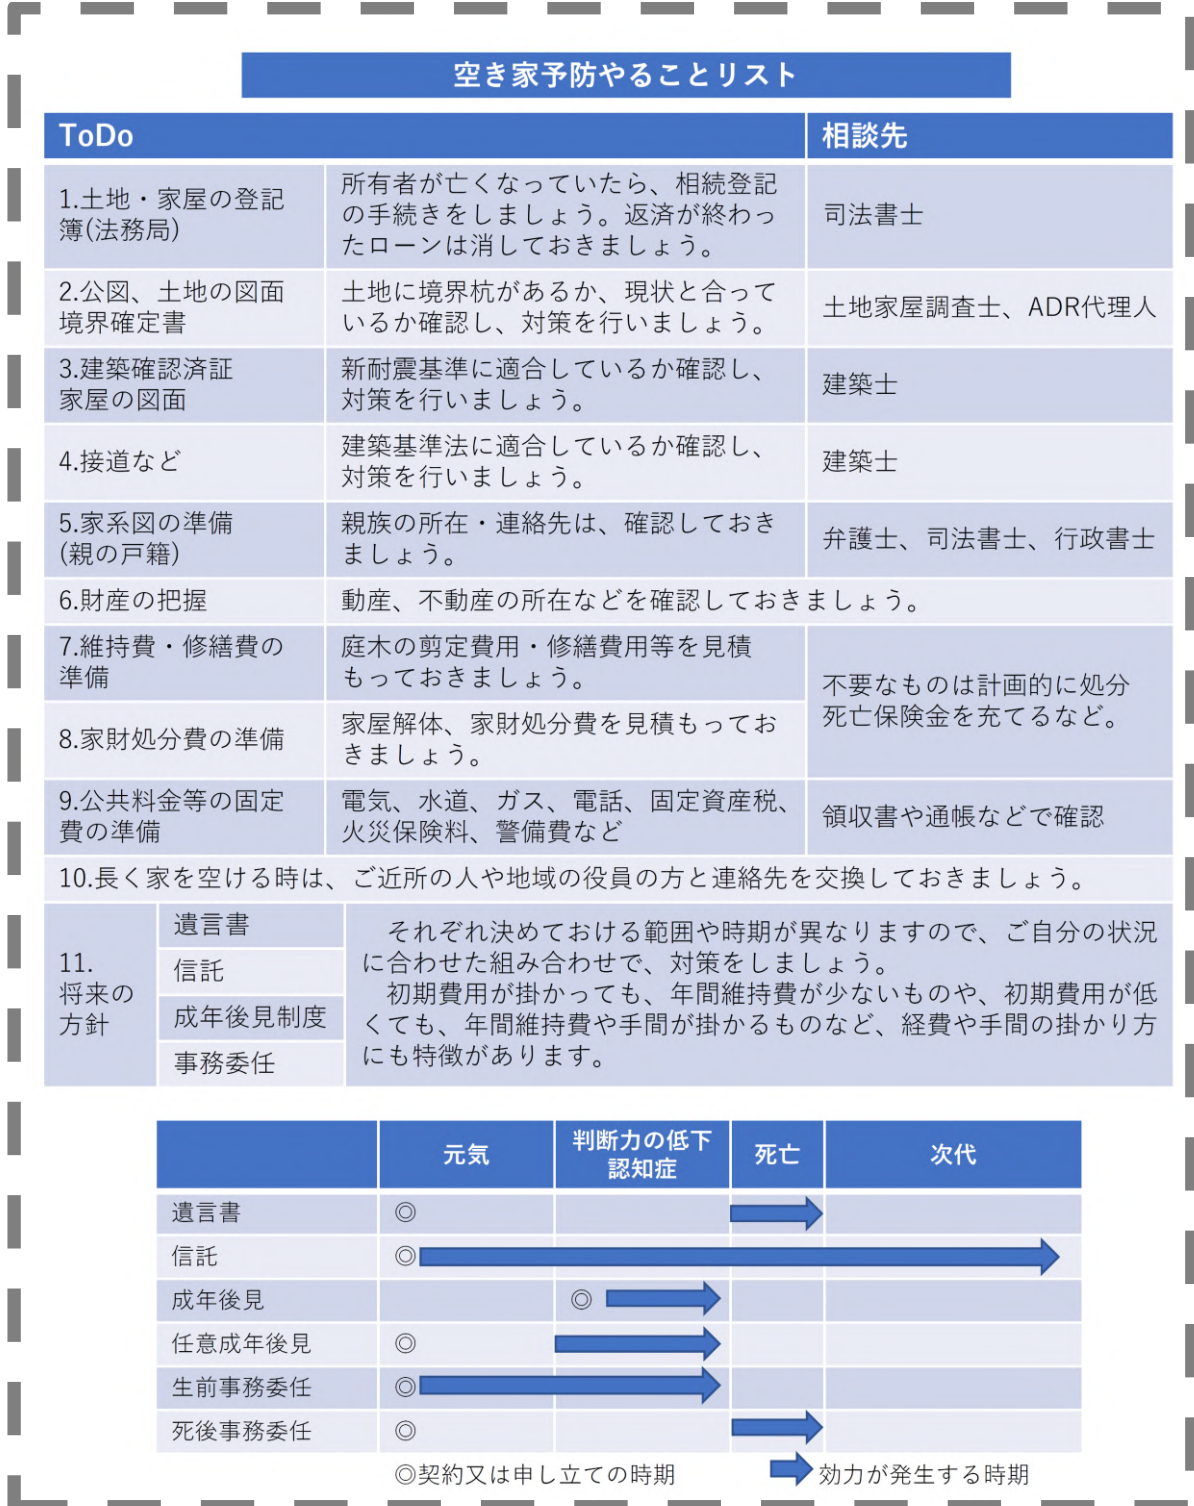 空き家予防やることリスト
ToDo
相談先
1.土地・家屋の登記
簿(法務局)
所有者が亡くなっていたら、相続登記
の手続きをしましょう。返済が終わっ
たローンは消しておきましょう。
司法書士
2.公図、土地の図面
境界確定書
土地に境界杭があるか、現状と合って
いるか確認し、対策を行いましょう。
土地家屋調査士、ADR代理人
3.建築確認済証
家屋の図面
新耐震基準に適合しているか確認し、
対策を行いましょう。
建築士
4.接道など
建築基準法に適合しているか確認し、
対策を行いましょう。
建築士
5.家系図の準備
(親の戸籍)
親族の所在・連絡先は、確認しておき
ましょう。
弁護士、司法書士、行政書士
6.財産の把握
動産、不動産の所在などを確認しておきましょう。
7.維持費・修繕費の
準備
庭木の剪定費用・修繕費用等を見積
もっておきましょう。
不要なものは計画的に処分
死亡保険金を充てるなど。
8.家財処分費の準備
家屋解体、家財処分費を見積もってお
きましょう。
9.公共料金等の固定
費の準備
電気、水道、ガス、電話、固定資産税、
火災保険料、警備費など
領収書や通帳などで確認
10.長く家を空ける時は、ご近所の人や地域の役員の方と連絡先を交換しておきましょう。
11.
将来の
方針
遺言書
信託
成年後見制度
事務委任
それぞれ決めておける範囲や時期が異なりますので、ご自分の状況
に合わせた組み合わせで、対策をしましょう。
初期費用が掛かっても、年間維持費が少ないものや、初期費用が低
くても、年間維持費や手間が掛かるものなど、経費や手間の掛かり方
にも特徴があります。
元気
判断力の低下
認知症
死亡
次代
遺言書
◎
信託
◎
成年後見
◎
任意成年後見
◎
生前事務委任
◎
死後事務委任
◎
◎契約又は申し立ての時期
効力が発生する時期